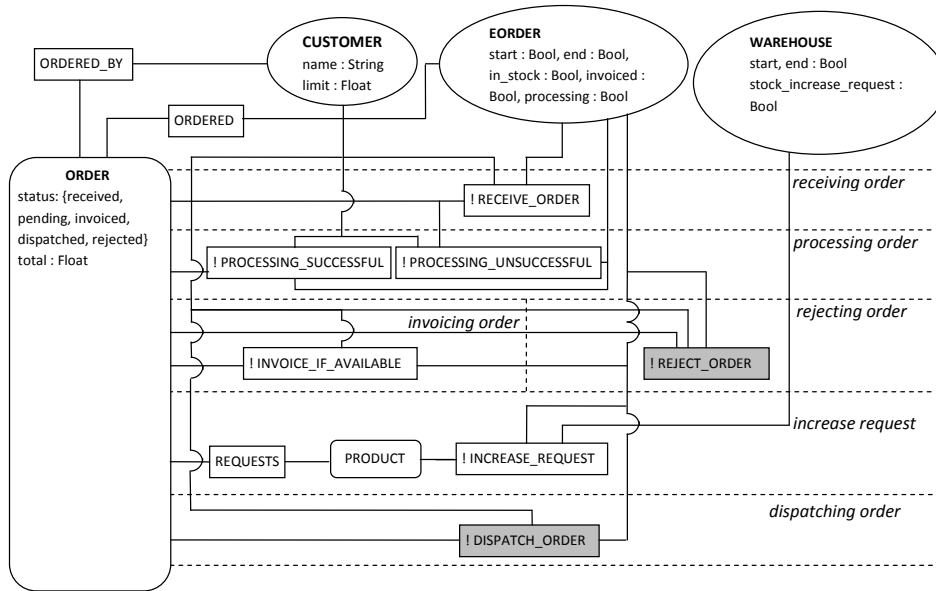 CUSTOMER
name : String
limit : Float
EORDER
start : Bool, end : Bool,
in_stock : Bool, invoiced :
Bool, processing : Bool
WAREHOUSE
start, end : Bool
stock_increase_request :
Bool
ORDERED_BY
ORDERED
ORDER
status: {received,
pending, invoiced,
dispatched, rejected}
total : Float
receiving order
! RECEIVE_ORDER
processing order
! PROCESSING_SUCCESSFUL
! PROCESSING_UNSUCCESSFUL
invoicing order
rejecting order
! INVOICE_IF_AVAILABLE
! REJECT_ORDER
increase request
REQUESTS
PRODUCT
! INCREASE_REQUEST
dispatching order
! DISPATCH_ORDER